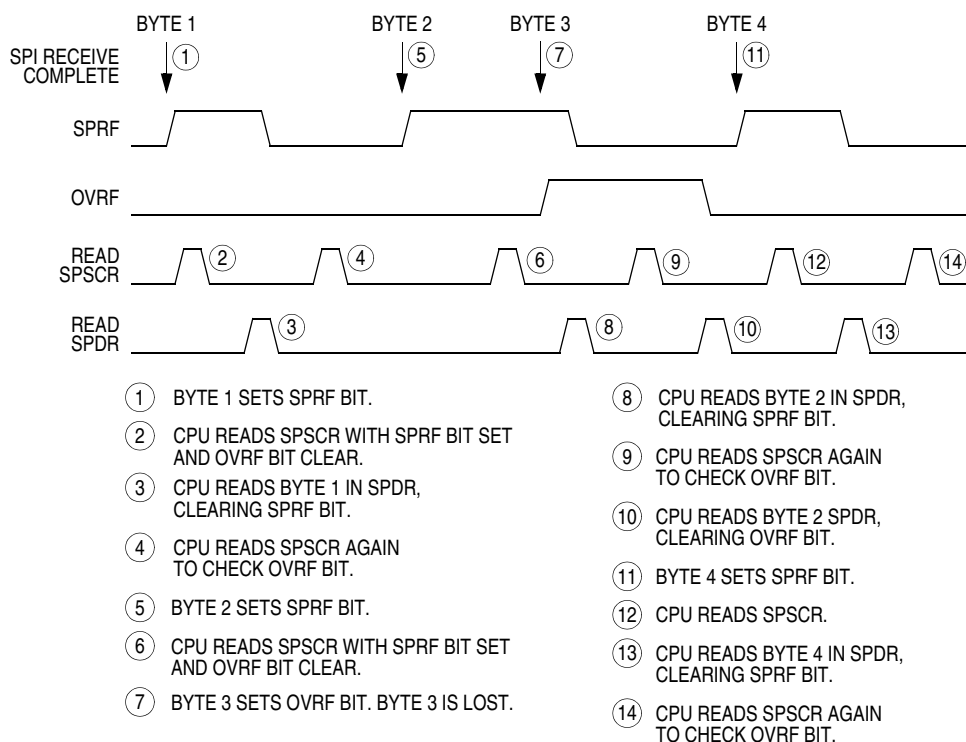 BYTE 1 BYTE 2 BYTE 3 BYTE 4
SPI RECEIVE
COMPLETE
1 5 7 11
SPRF
OVRF
READ
SPSCR
2 4 6 9 12 14
READ
SPDR
3 8 10 13
1 BYTE 1 SETS SPRF BIT.
2 CPU READS SPSCR WITH SPRF BIT SET
AND OVRF BIT CLEAR.
3 CPU READS BYTE 1 IN SPDR,
CLEARING SPRF BIT.
4 CPU READS SPSCR AGAIN
TO CHECK OVRF BIT.
5 BYTE 2 SETS SPRF BIT.
6 CPU READS SPSCR WITH SPRF BIT SET
AND OVRF BIT CLEAR.
7 BYTE 3 SETS OVRF BIT. BYTE 3 IS LOST.
8 CPU READS BYTE 2 IN SPDR,
CLEARING SPRF BIT.
9 CPU READS SPSCR AGAIN
TO CHECK OVRF BIT.
10 CPU READS BYTE 2 SPDR,
CLEARING OVRF BIT.
11 BYTE 4 SETS SPRF BIT.
12 CPU READS SPSCR.
13 CPU READS BYTE 4 IN SPDR,
CLEARING SPRF BIT.
14 CPU READS SPSCR AGAIN
TO CHECK OVRF BIT.